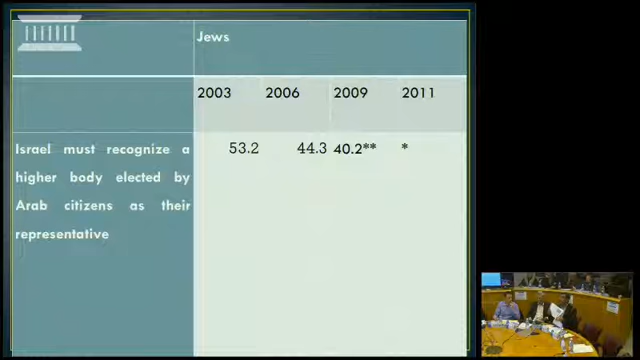 Jews
2003 2006 2009 2011
Israel must recognize a 53.2 44.3 40.2** *
higher body elected by
Arab citizens as their
representative